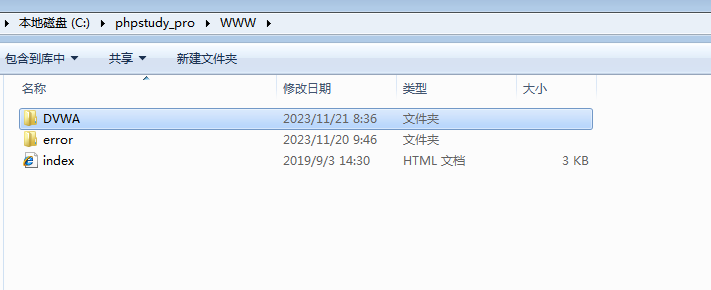 本地磁盘 (C:) phpstudy_pro WWW
包含到库中 共享 新建文件夹
名称 修改日期 类型 大小
DVWA 2023/11/21 8:36 文件夹
error 2023/11/20 9:46 文件夹
index 2019/9/3 14:30 HTML 文档 3 KB